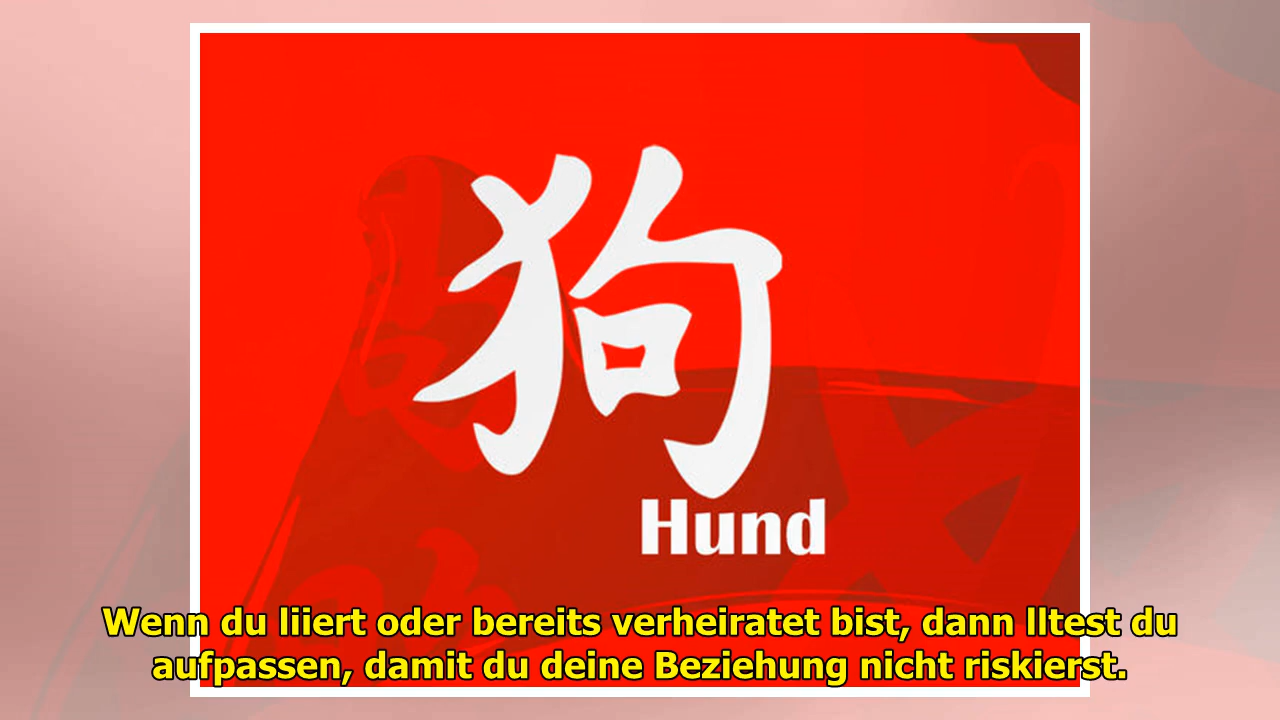 狗
Hund
Wenn du liiert oder bereits verheiratet bist, dann lltest du
aufpassen, damit du deine Beziehung nicht riskierst.